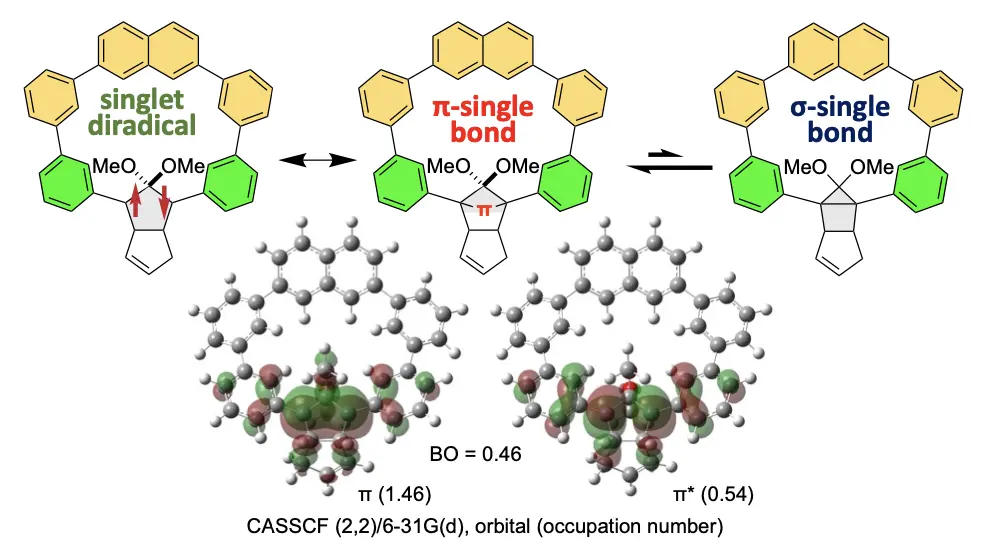 singlet
diradical
MeO OMe
π-single
bond
MeO OMe
π
σ-single
bond
MeO OMe
BO = 0.46
π (1.46)
π* (0.54)
CASSCF (2,2)/6-31G(d), orbital (occupation number)